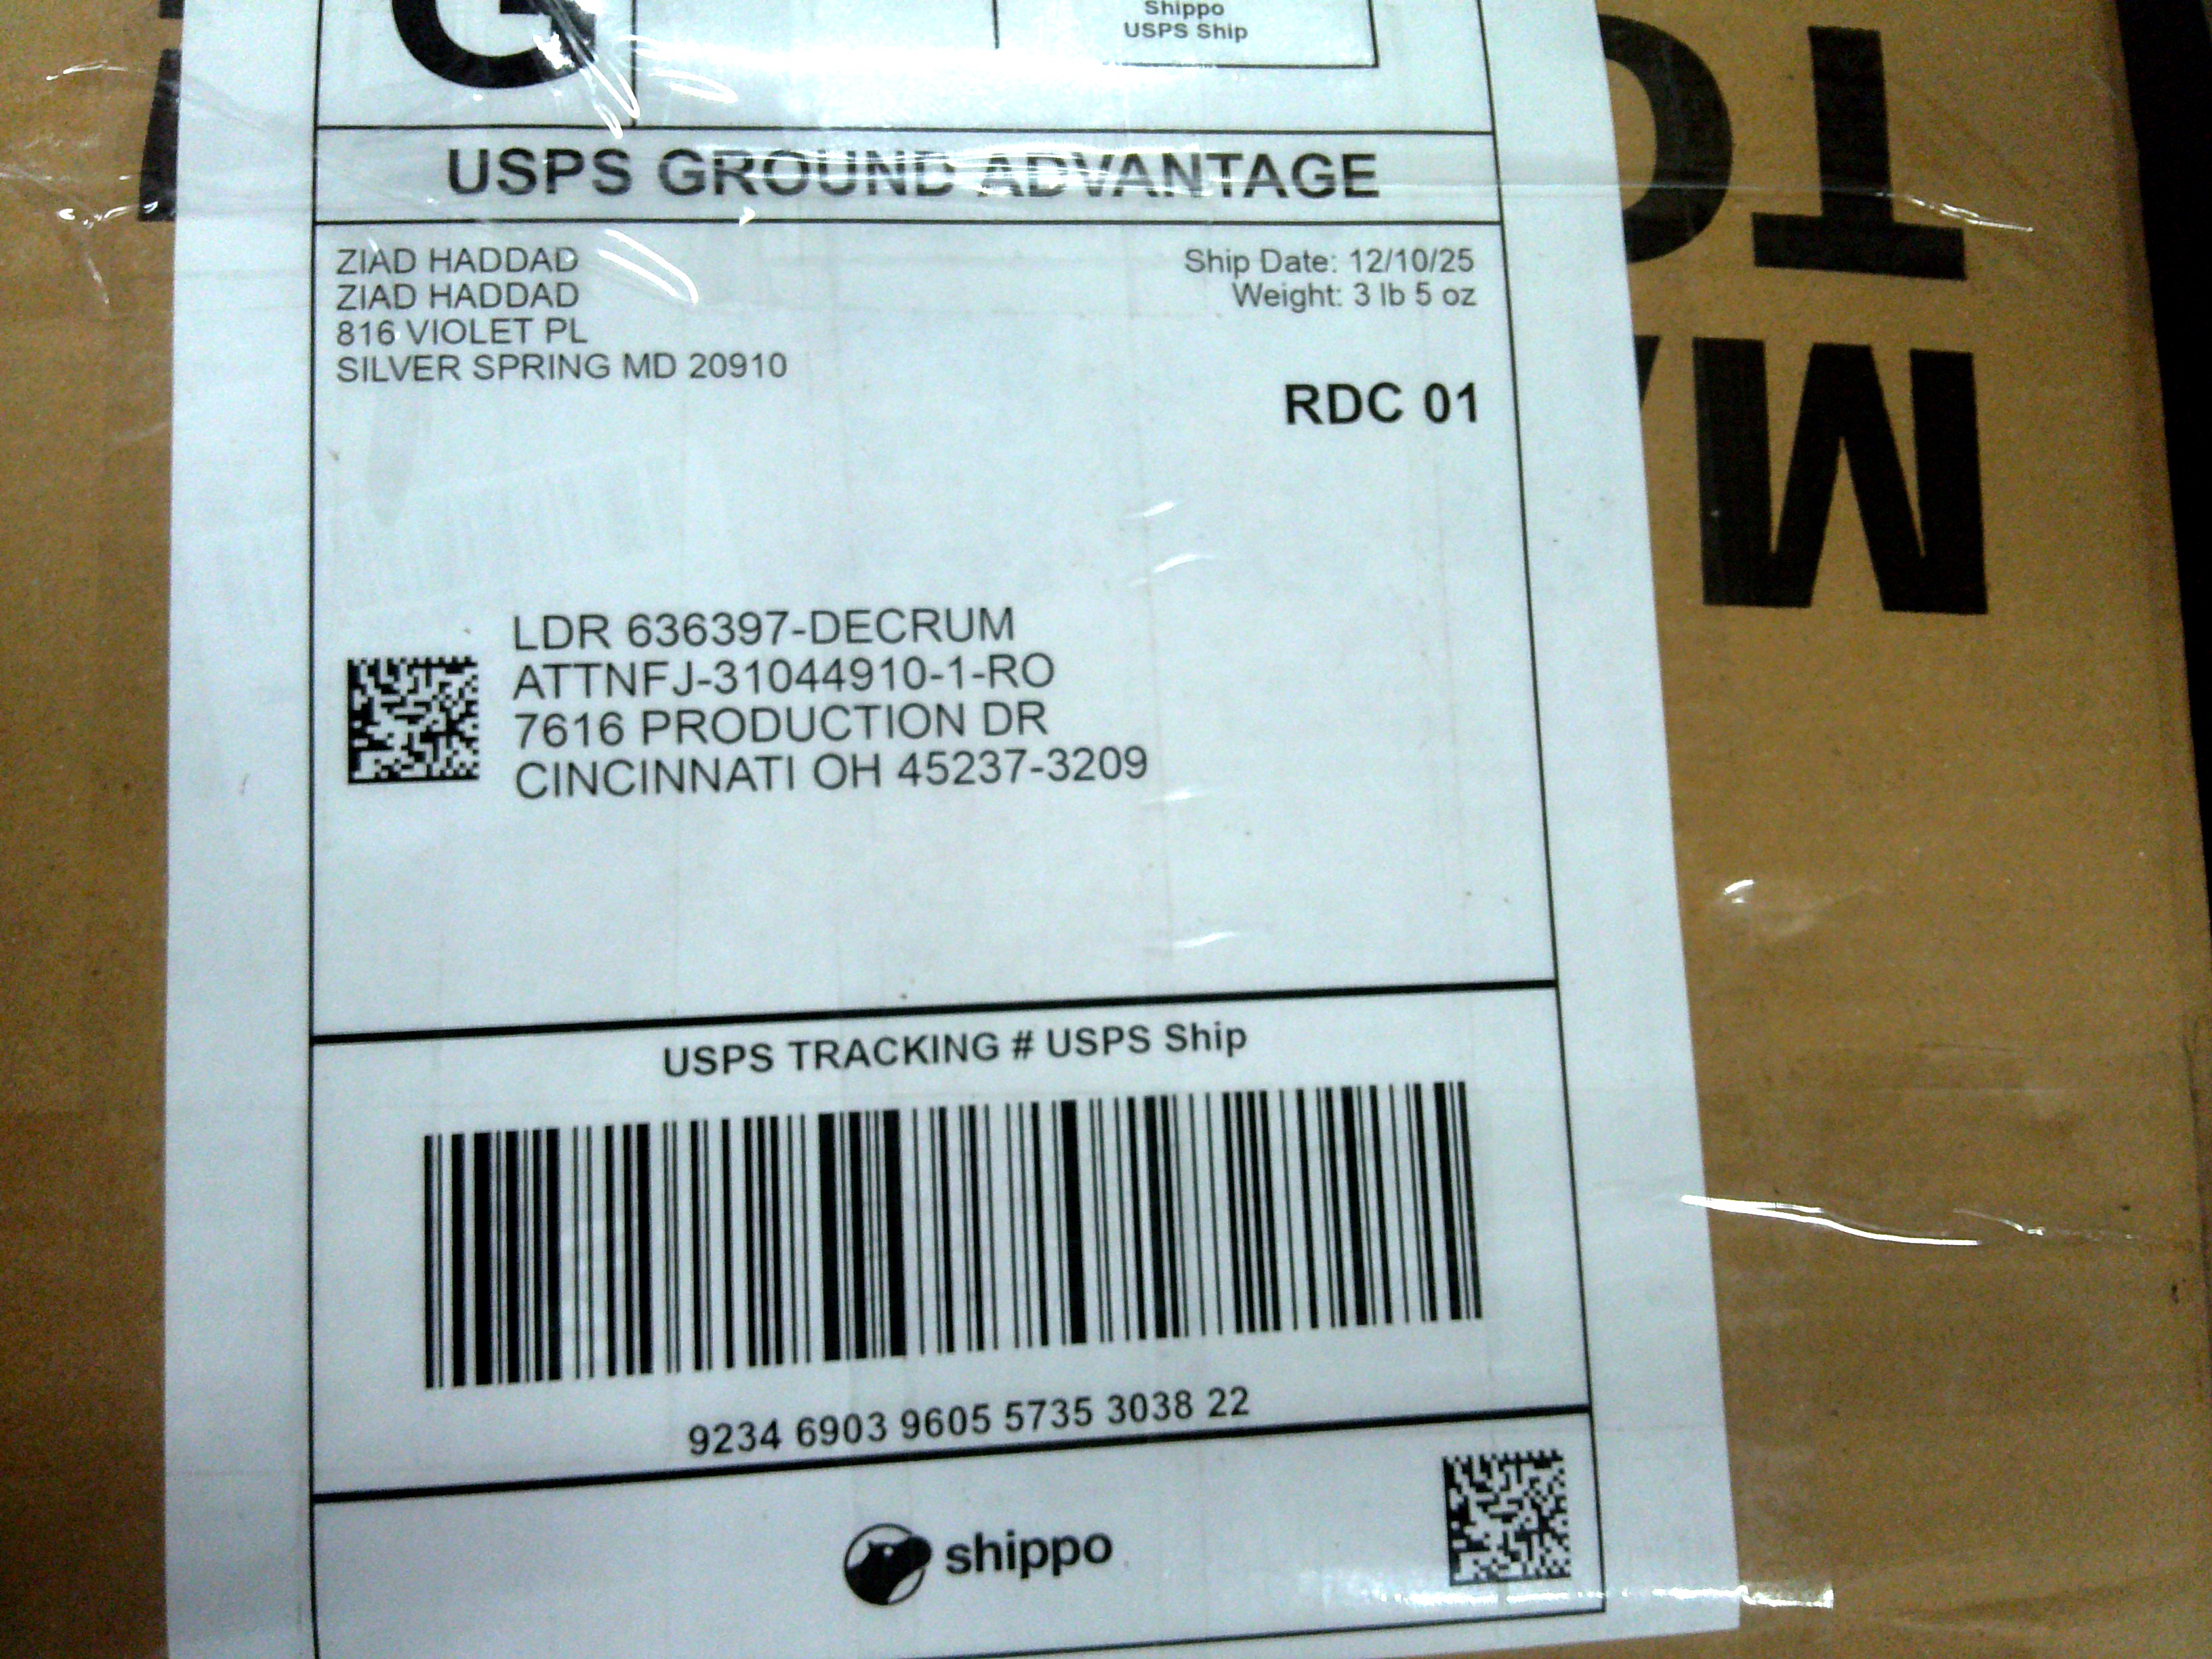 G
Shippo
USPS Ship
USPS GROUND ADVANTAGE
ZIAD HADDAD
ZIAD HADDAD
816 VIOLET PL
SILVER SPRING MD 20910
Ship Date: 12/10/25
Weight: 3 lb 5 oz
RDC 01
LDR 636397-DECRUM
ATTNFJ-31044910-1-RO
7616 PRODUCTION DR
CINCINNATI OH 45237-3209
USPS TRACKING # USPS Ship
9234 6903 9605 5735 3038 22
shippo